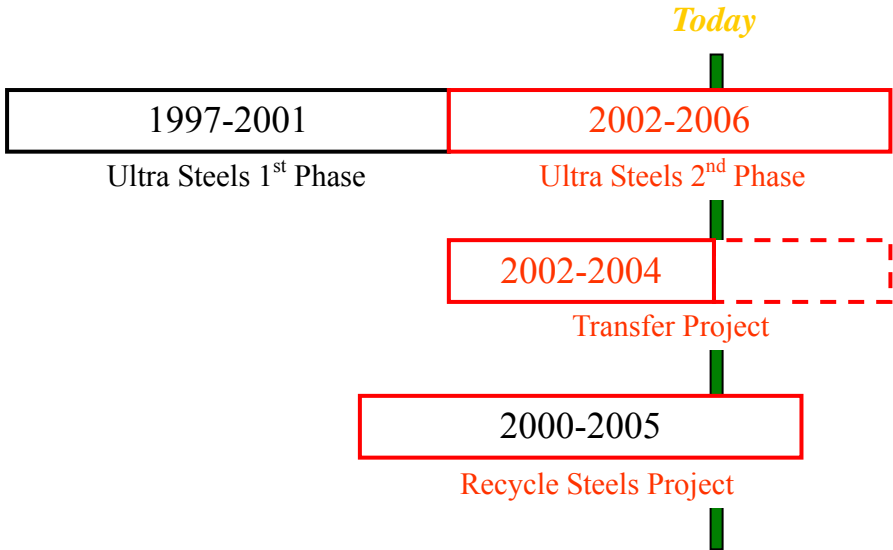 Today
1997-2001
2002-2006
Ultra Steels 1st Phase
Ultra Steels 2nd Phase
2002-2004
Transfer Project
2000-2005
Recycle Steels Project